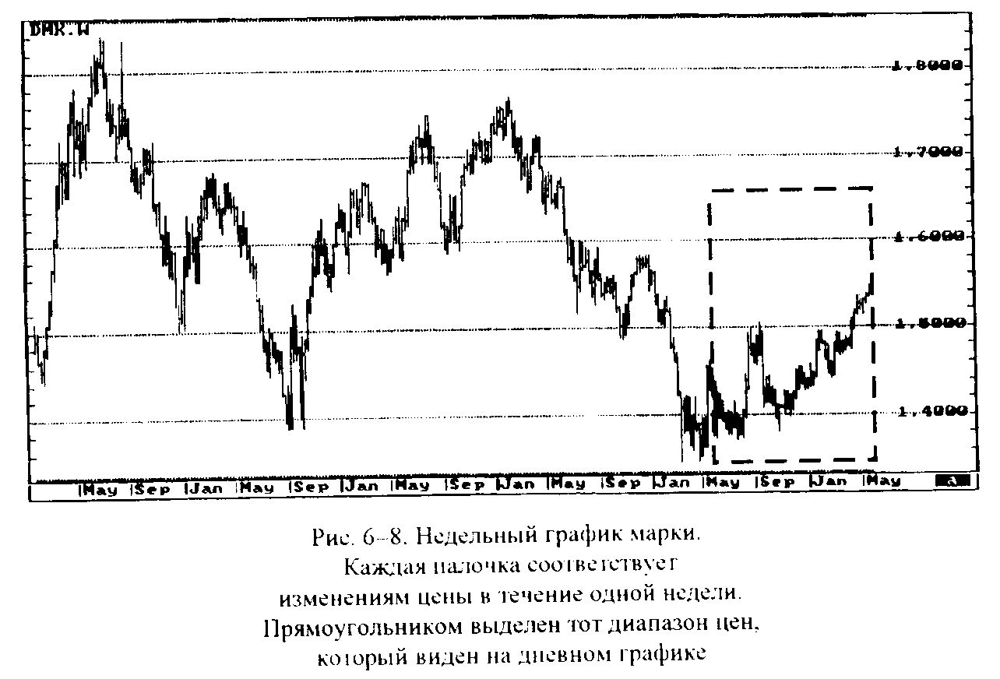 DMK.W
1.8000
1.7000
1.6000
1.5000
1.4000
May Sep Jan May Sep Jan May Sep Jan May Sep Jan May Sep Jan May
Рис. 6–8. Недельный график марки.
Каждая палочка соответствует
изменениям цены в течение одной недели.
Прямоугольником выделен тот диапазон цен,
который виден на дневном графике